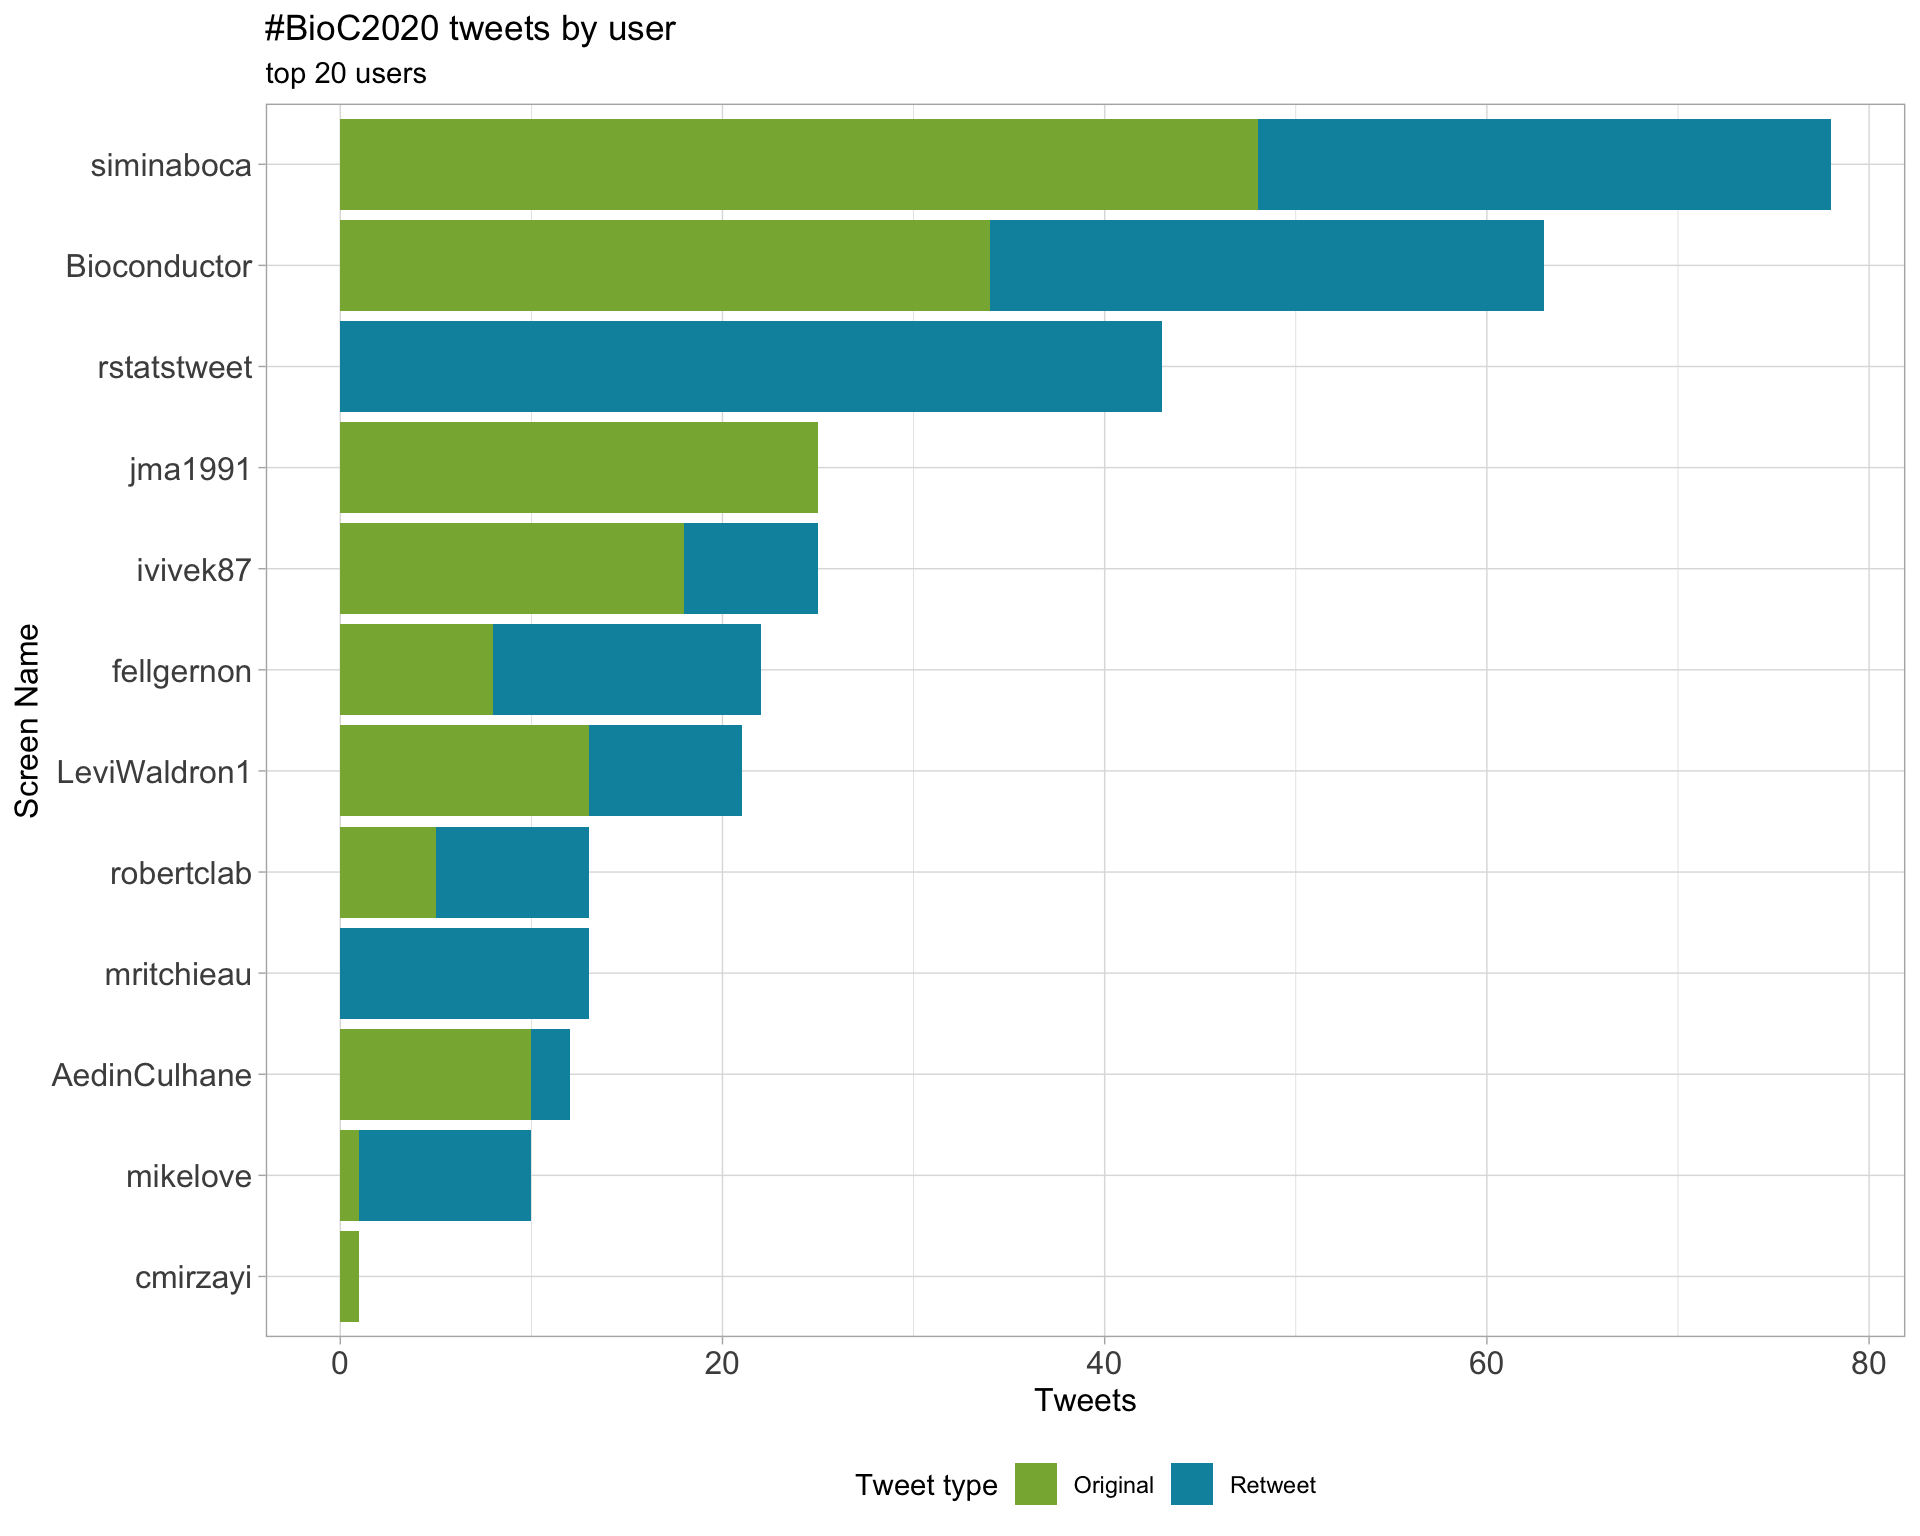 #BioC2020 tweets by user
top 20 users
Screen Name
siminaboca
Bioconductor
rstatstweet
jma1991
ivivek87
fellgernon
LeviWaldron1
robertclab
mritchieau
AedinCulhane
mikelove
cmirzayi
0 20 40 60 80
Tweets
Tweet type Original Retweet